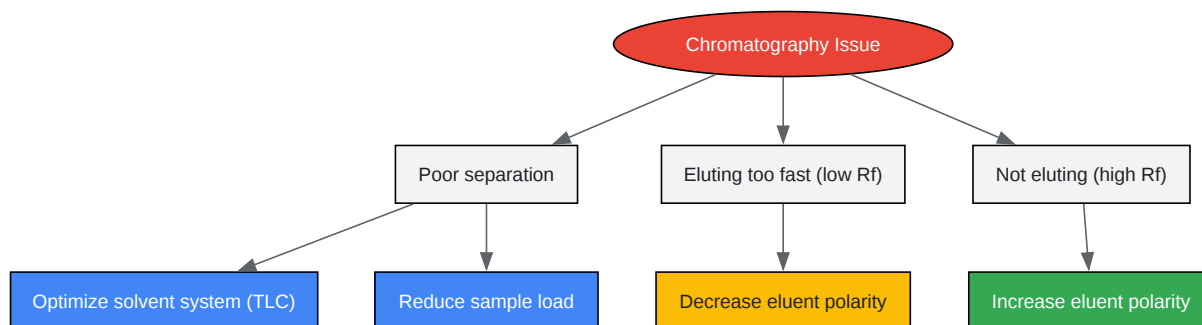 Chromatography Issue
Poor separation
Eluting too fast (low Rf)
Not eluting (high Rf)
Optimize solvent system (TLC)
Reduce sample load
Decrease eluent polarity
Increase eluent polarity